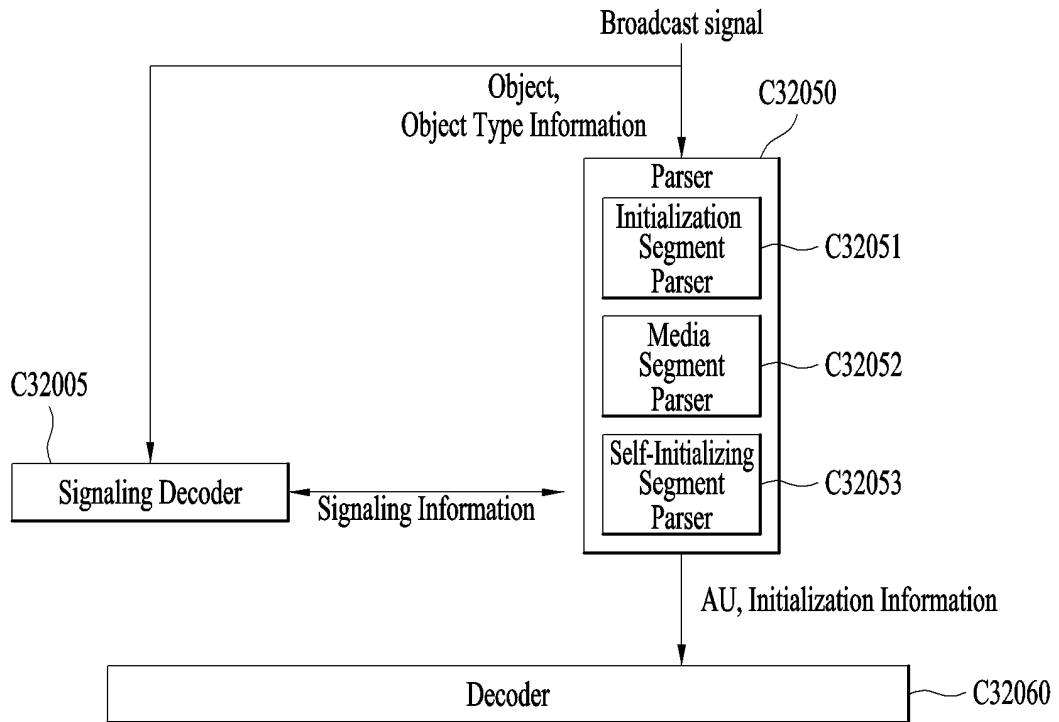 Broadcast signal
Object,
Object Type Information
C32050
Parser
Initialization
Segment
Parser
C32051
Media
Segment
Parser
C32052
C32005
Self-Initializing
Segment
Parser
C32053
Signaling Decoder
Signaling Information
AU, Initialization Information
Decoder
C32060